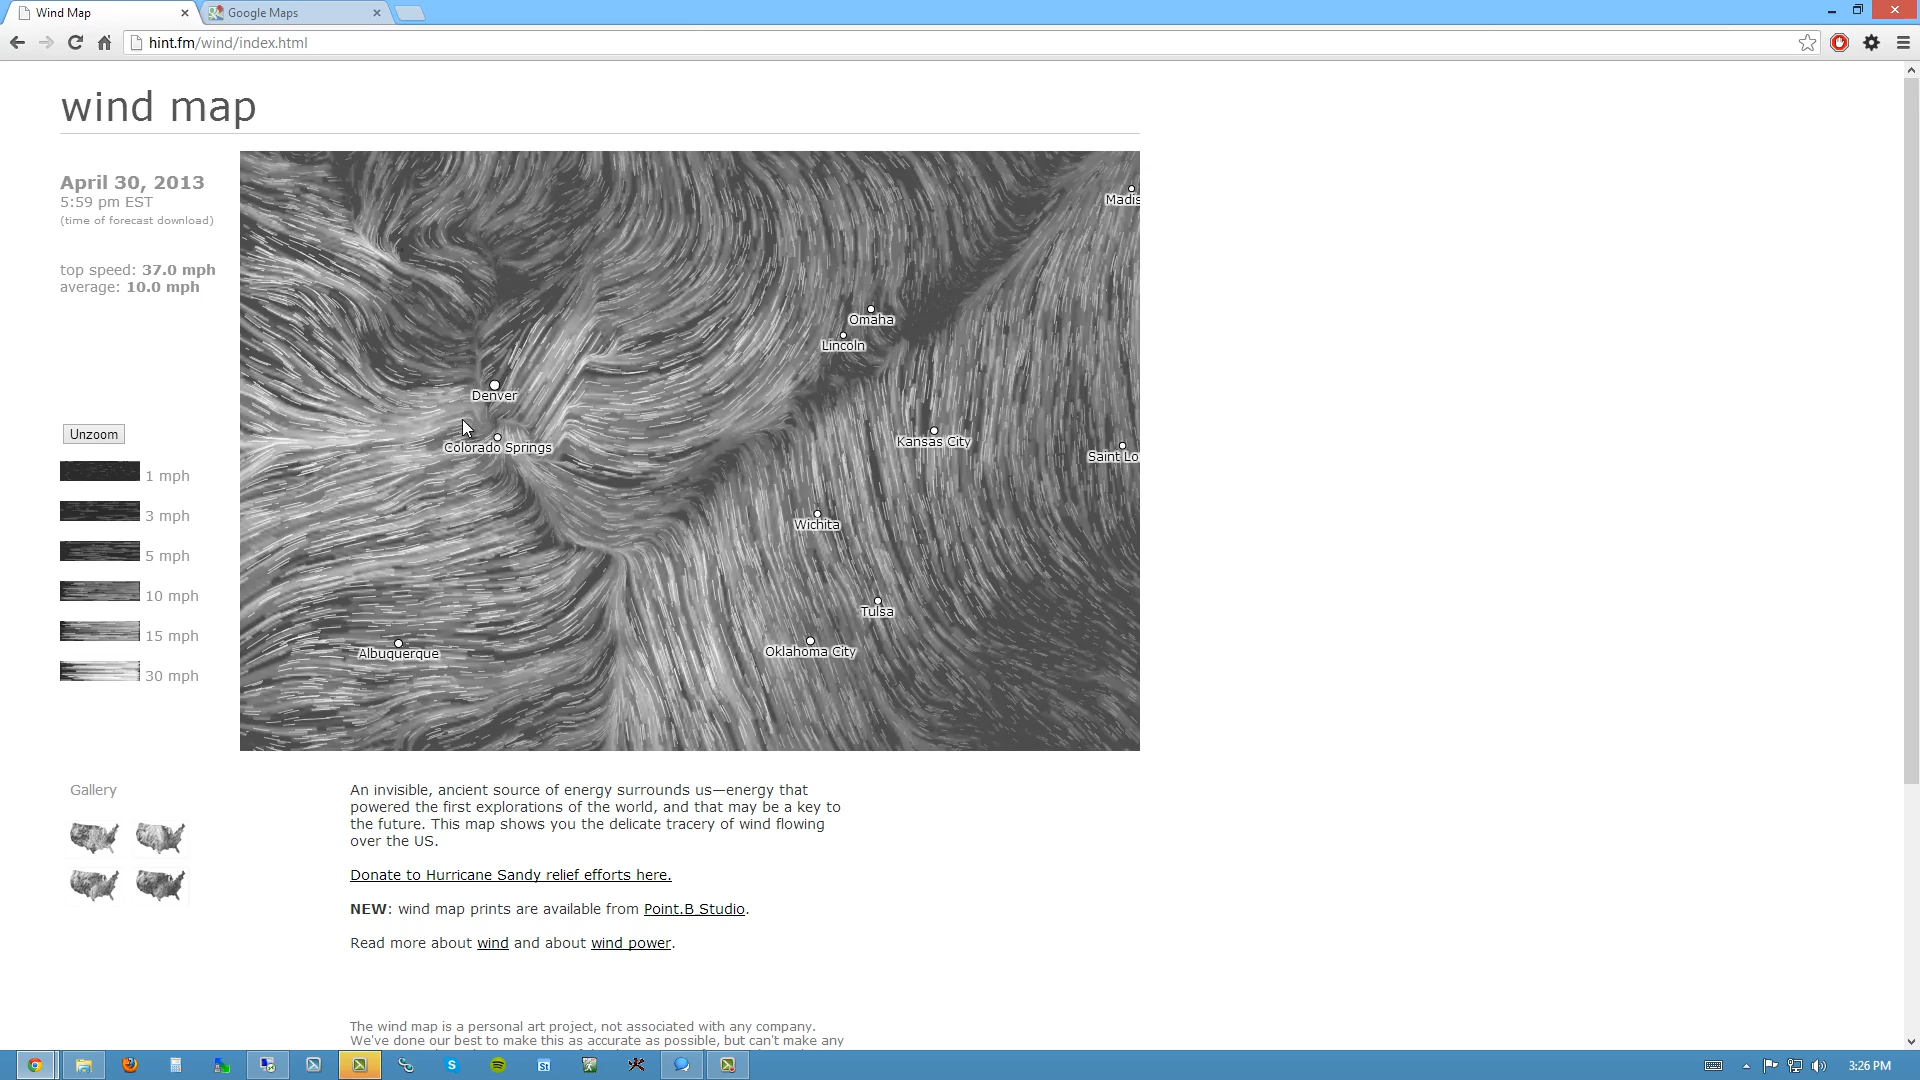 Wind Map
Google Maps
hint.fm/wind/index.html
wind map
April 30, 2013
5:59 pm EST
(time of forecast download)
top speed: 37.0 mph
average: 10.0 mph
Unzoom
1 mph
3 mph
5 mph
10 mph
15 mph
30 mph
Madis
Omaha
Lincoln
Denver
Colorado Springs
Kansas City
Saint Lo
Wichita
Tulsa
Oklahoma City
Albuquerque
Gallery
An invisible, ancient source of energy surrounds us—energy that
powered the first explorations of the world, and that may be a key to
the future. This map shows you the delicate tracery of wind flowing
over the US.
Donate to Hurricane Sandy relief efforts here.
NEW: wind map prints are available from Point.B Studio.
Read more about wind and about wind power.
The wind map is a personal art project, not associated with any company.
We've done our best to make this as accurate as possible, but can't make any
St
3:26 PM